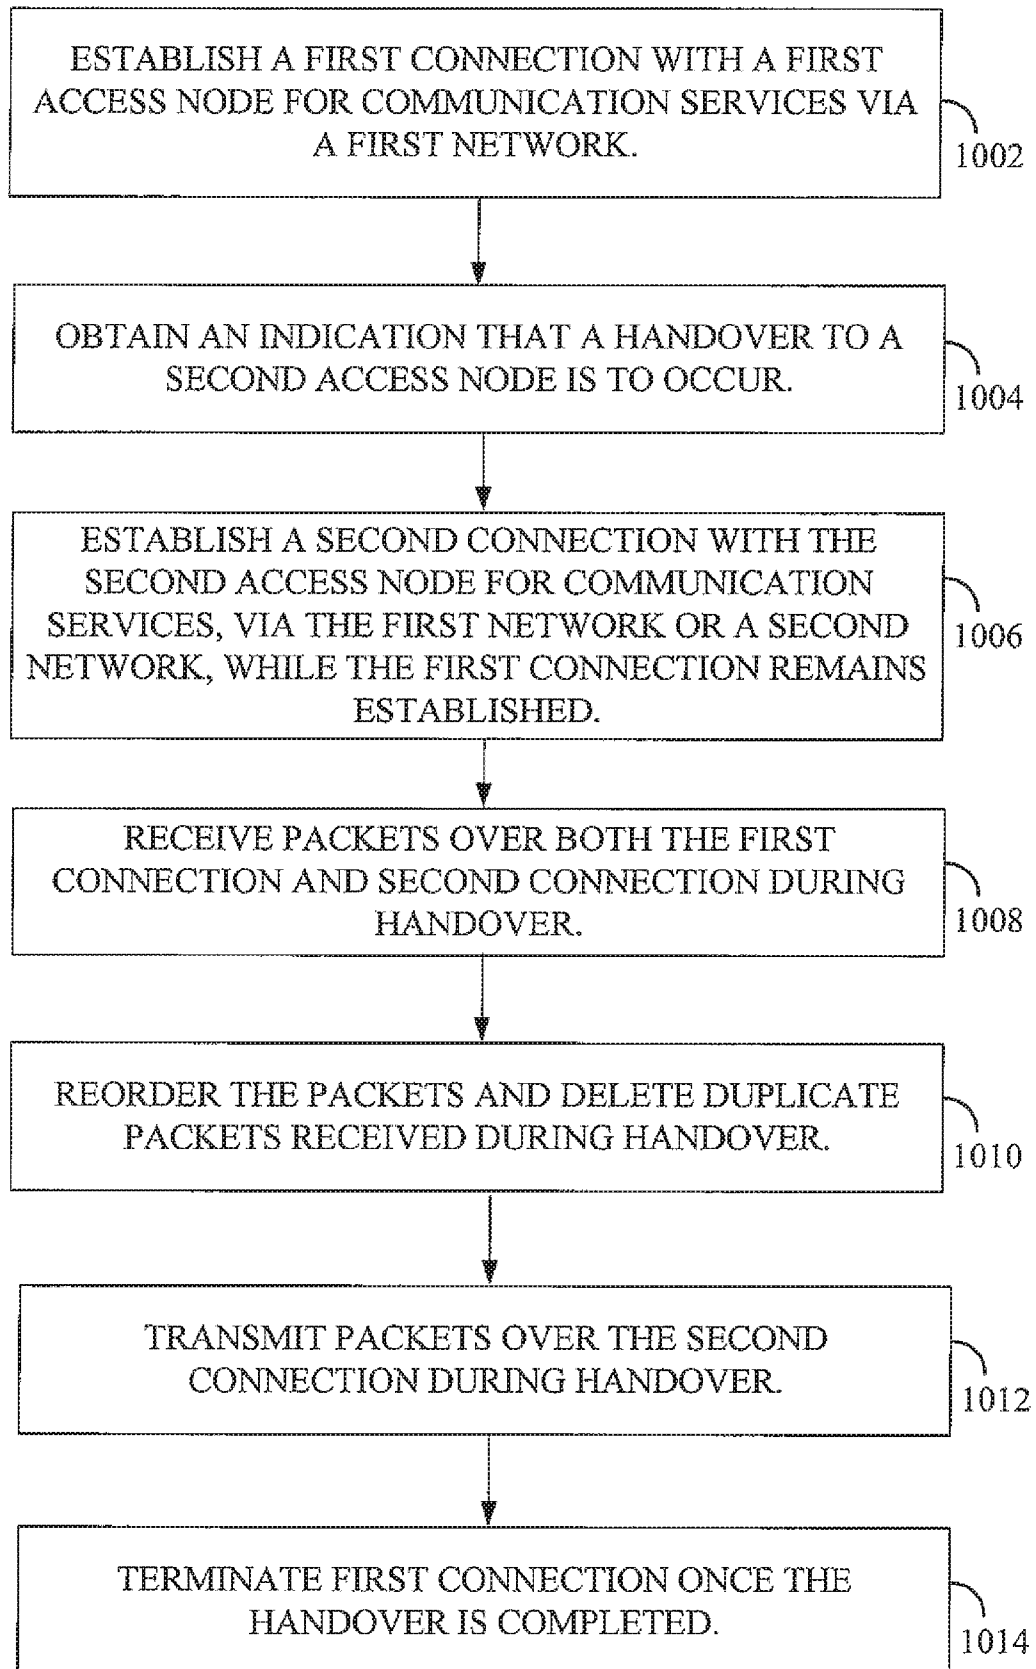 ESTABLISH A FIRST CONNECTION WITH A FIRST
ACCESS NODE FOR COMMUNICATION SERVICES VIA
A FIRST NETWORK.
1002
OBTAIN AN INDICATION THAT A HANDOVER TO A
SECOND ACCESS NODE IS TO OCCUR.
1004
ESTABLISH A SECOND CONNECTION WITH THE
SECOND ACCESS NODE FOR COMMUNICATION
SERVICES, VIA THE FIRST NETWORK OR A SECOND
NETWORK, WHILE THE FIRST CONNECTION REMAINS
ESTABLISHED.
1006
RECEIVE PACKETS OVER BOTH THE FIRST
CONNECTION AND SECOND CONNECTION DURING
HANDOVER.
1008
REORDER THE PACKETS AND DELETE DUPLICATE
PACKETS RECEIVED DURING HANDOVER.
1010
TRANSMIT PACKETS OVER THE SECOND
CONNECTION DURING HANDOVER.
1012
TERMINATE FIRST CONNECTION ONCE THE
HANDOVER IS COMPLETED.
1014